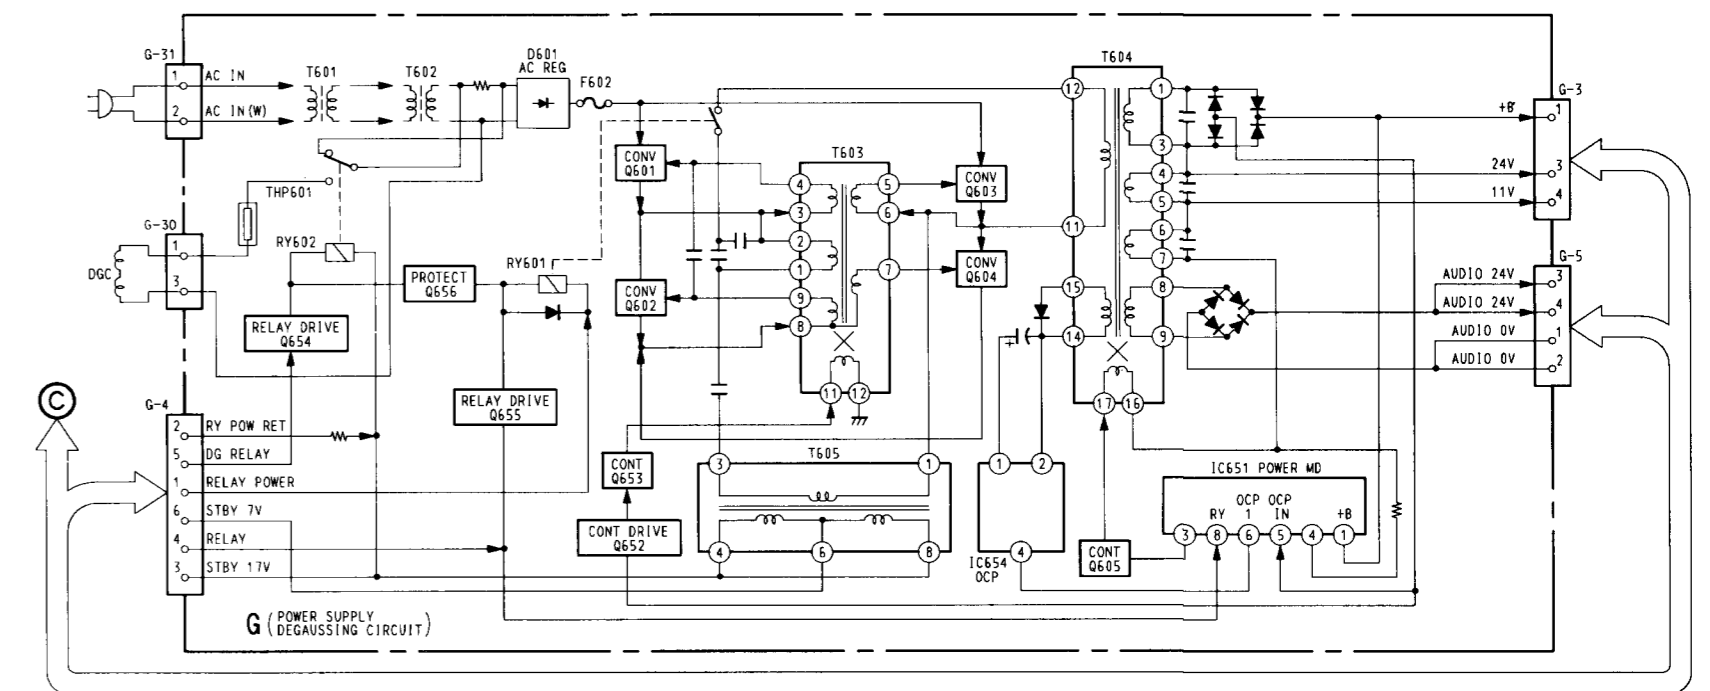 G-31
1 AC IN
2 AC IN(W)
T601
T602
D601
AC REG
F602
THP601
G-30
1
3
DGC
RY602
RELAY DRIVE
Q654
PROTECT
Q656
RY601
RELAY DRIVE
Q655
CONV
Q601
CONV
Q602
T603
4
3
2
1
9
8
5
6
7
11
12
CONV
Q603
CONV
Q604
T604
12
11
15
14
17
16
1
3
4
5
6
7
8
9
+B
G-3
1
24V 3
11V 4
G-5
AUDIO 24V 3
AUDIO 24V 4
AUDIO 0V 1
AUDIO 0V 2
C
G-4
2 RY POW RET
5 DG RELAY
1 RELAY POWER
6 STBY 7V
4 RELAY
3 STBY 17V
G (POWER SUPPLY
DEGAUSSING CIRCUIT)
CONT
Q653
CONT DRIVE
Q652
T605
3
1
4
6
8
1
2
4
IC654
OCP
CONT
Q605
IC651 POWER MD
OCP OCP
RY 1 IN +B
3 8 6 5 4 1